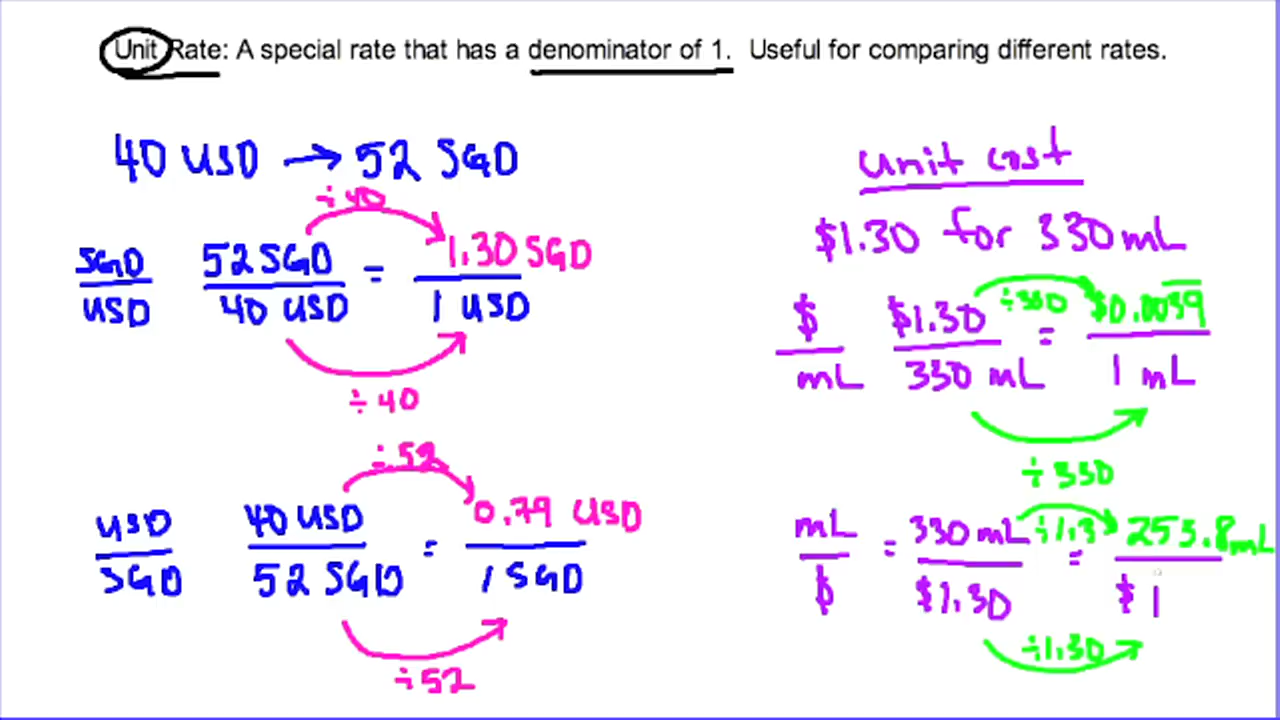 Unit Rate: A special rate that has a denominator of 1. Useful for comparing different rates.
40 USD → 52 SGD
÷40
SGD/USD 52 SGD/40 USD = 1.30 SGD/1 USD
÷40
÷52
USD/SGD 40 USD/52 SGD = 0.79 USD/1 SGD
÷52
unit cost
$1.30 for 330 mL
÷330
$/mL $1.30/330 mL = $0.0039/1 mL
÷330
÷1.3
mL/$ = 330 mL/$1.30 = 253.8 mL/$1
÷1.30